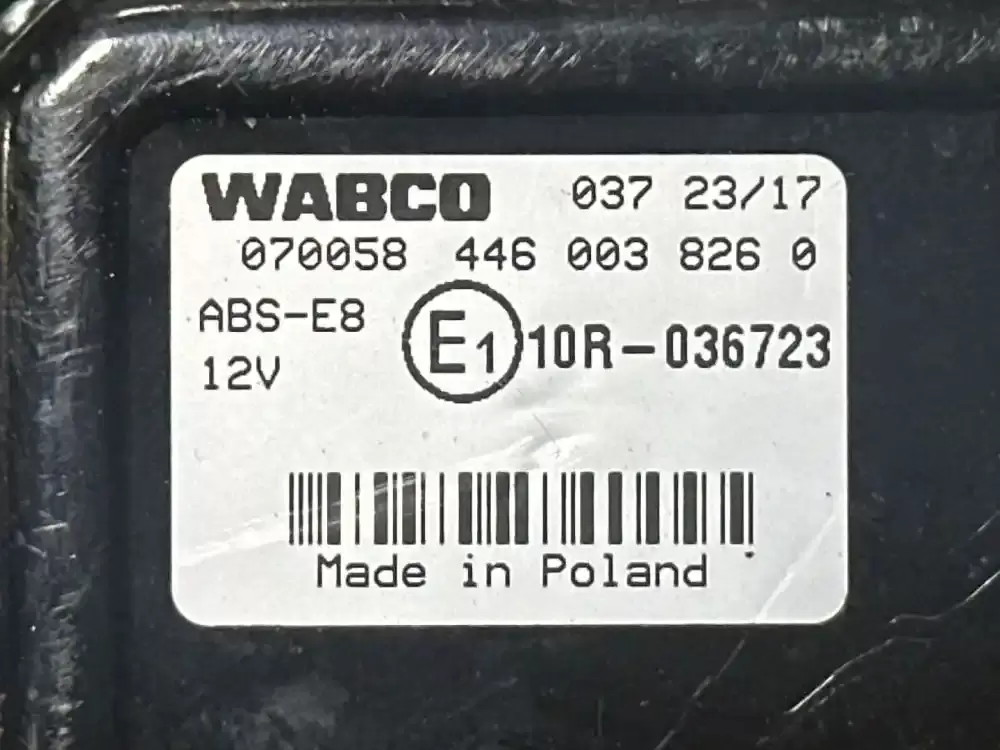 WABCO 037 23/17
070058 446 003 826 0
ABS-E8
12V
E1 10R-036723
Made in Poland